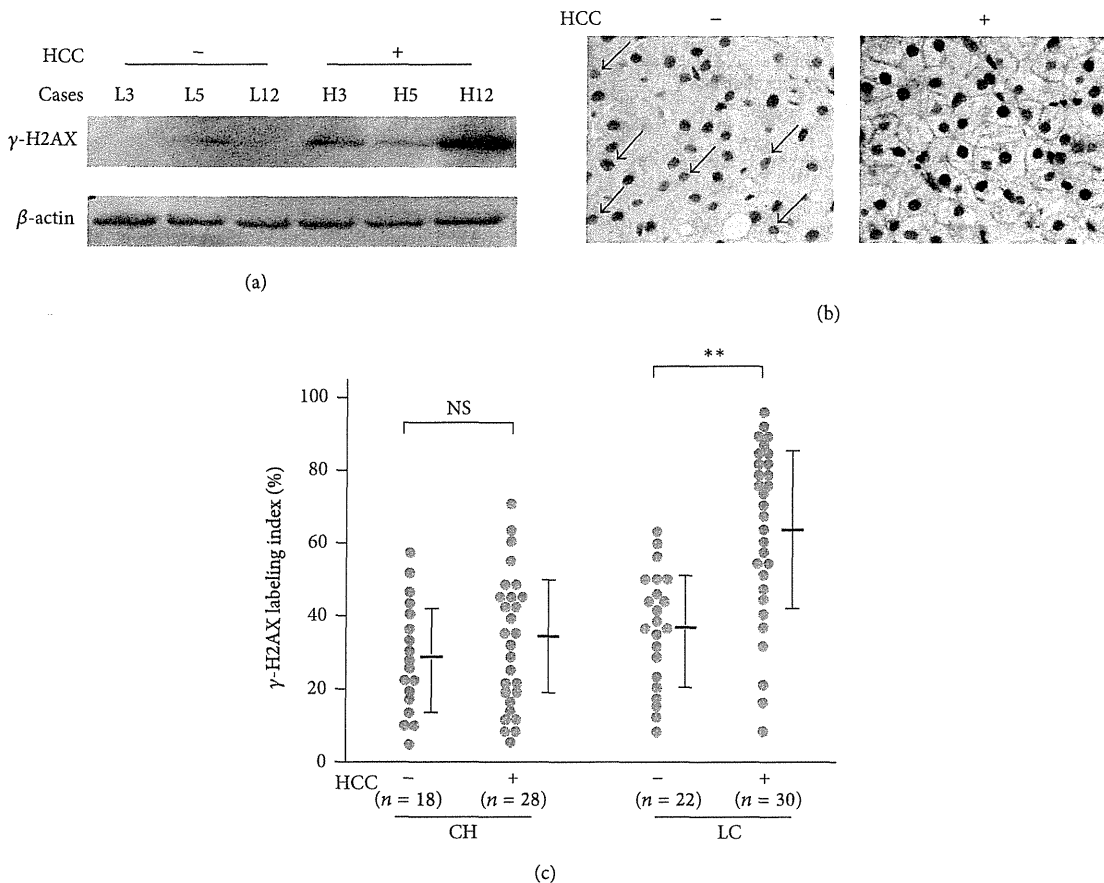 HCC − +
Cases L3 L5 L12 H3 H5 H12
γ-H2AX
β-actin
(a)
HCC − +
(b)
γ-H2AX labeling index (%)
100
80
60
40
20
0
NS
**
HCC − + − +
(n = 18) (n = 28) (n = 22) (n = 30)
CH LC
(c)